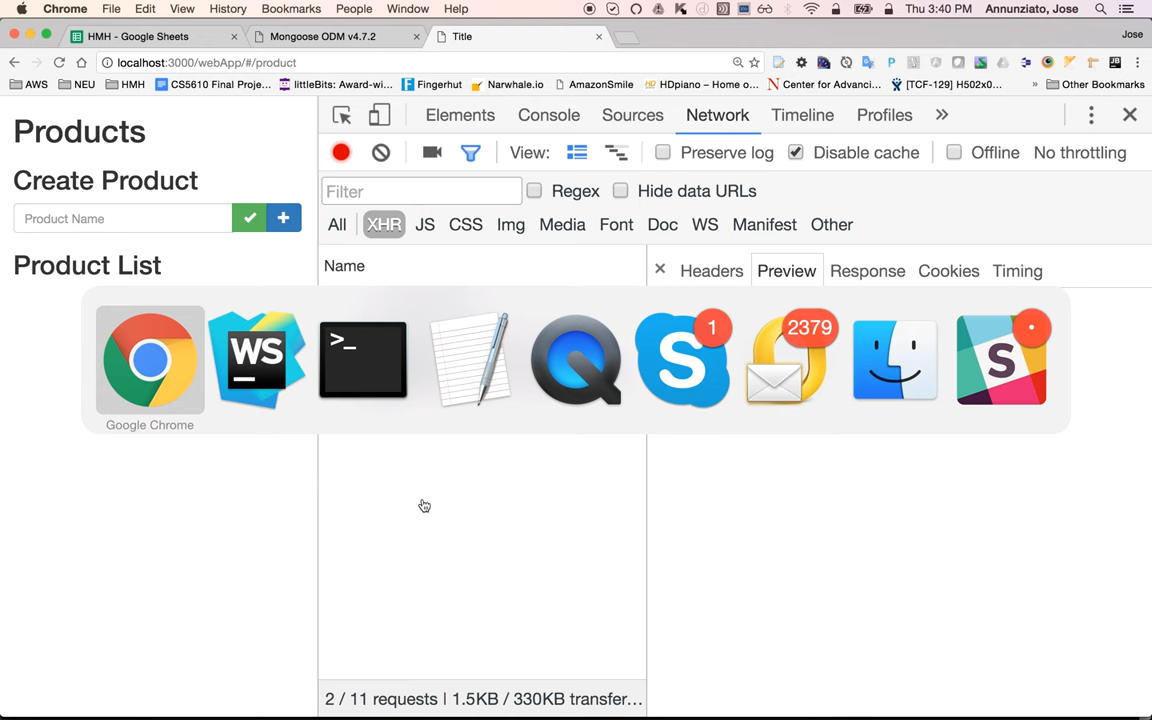 Chrome File Edit View History Bookmarks People Window Help Thu 3:40 PM Annunziato, Jose
HMH - Google Sheets Mongoose ODM v4.7.2 Title Jose
localhost:3000/webApp/#/product
AWS NEU HMH CS5610 Final Proje... littleBits: Award-wi... Fingerhut Narwhale.io AmazonSmile HDpiano – Home o... Center for Advanci... [TCF-129] H502x0... » Other Bookmarks
Products
Create Product
Product Name
Product List
Elements Console Sources Network Timeline Profiles »
View: Preserve log Disable cache Offline No throttling
Filter Regex Hide data URLs
All XHR JS CSS Img Media Font Doc WS Manifest Other
Name × Headers Preview Response Cookies Timing
WS >_ Q S 1 2379 S
Google Chrome
2 / 11 requests | 1.5KB / 330KB transfer...